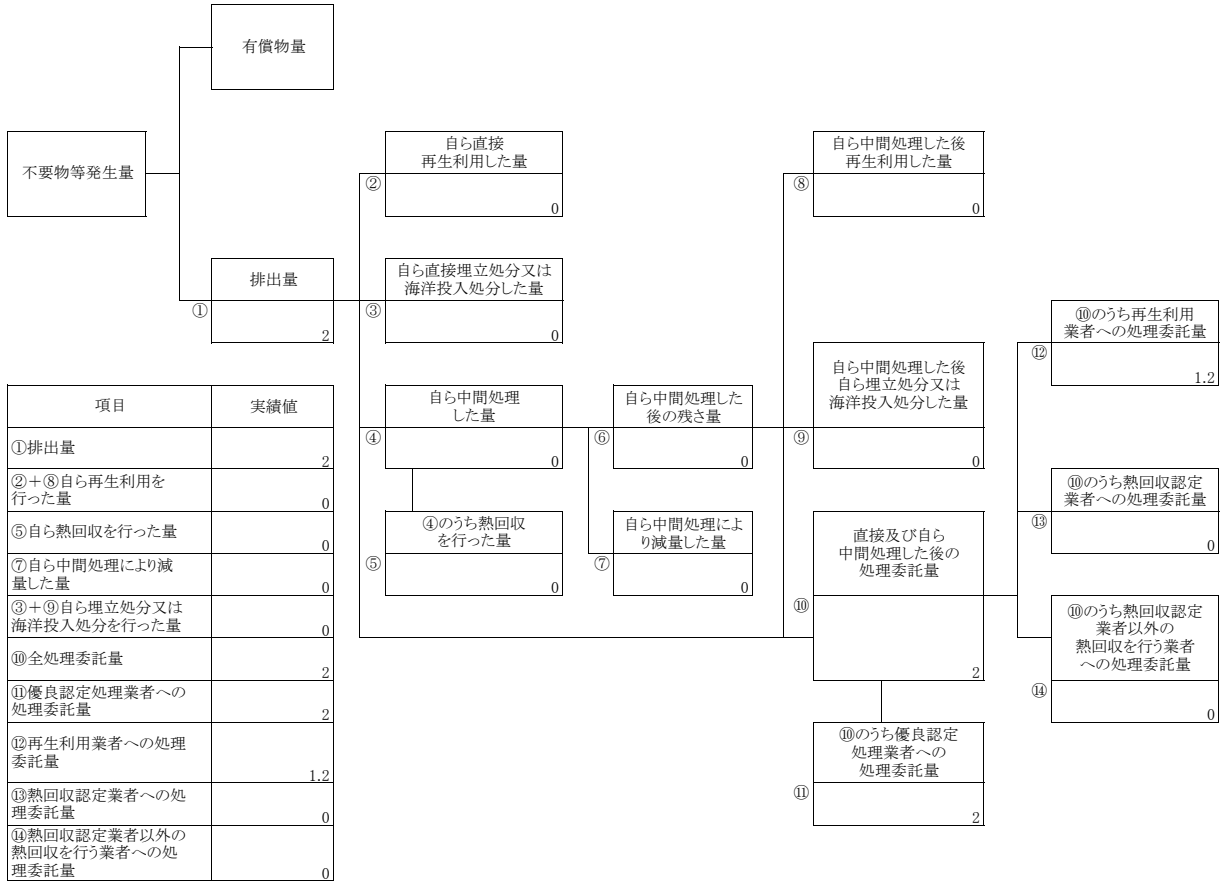 有償物量
不要物等発生量
自ら直接
再生利用した量
②
0
自ら中間処理した後
再生利用した量
⑧
0
排出量
①
2
自ら直接埋立処分又は
海洋投入処分した量
③
0
⑩のうち再生利用
業者への処理委託量
⑫
1.2
自ら中間処理した後
自ら埋立処分又は
海洋投入処分した量
⑨
0
自ら中間処理
した量
④
0
自ら中間処理した
後の残さ量
⑥
0
⑩のうち熱回収認定
業者への処理委託量
⑬
0
④のうち熱回収
を行った量
⑤
0
自ら中間処理によ
り減量した量
⑦
0
直接及び自ら
中間処理した後の
処理委託量
⑩
2
⑩のうち熱回収認定
業者以外の
熱回収を行う業者
への処理委託量
⑭
0
⑩のうち優良認定
処理業者への
処理委託量
⑪
2
項目 実績値
①排出量
2
②＋⑧自ら再生利用を
行った量
0
⑤自ら熱回収を行った量
0
⑦自ら中間処理により減
量した量
0
③＋⑨自ら埋立処分又は
海洋投入処分を行った量
0
⑩全処理委託量
2
⑪優良認定処理業者への
処理委託量
2
⑫再生利用業者への処理
委託量
1.2
⑬熱回収認定業者への処
理委託量
0
⑭熱回収認定業者以外の
熱回収を行う業者への処
理委託量
0